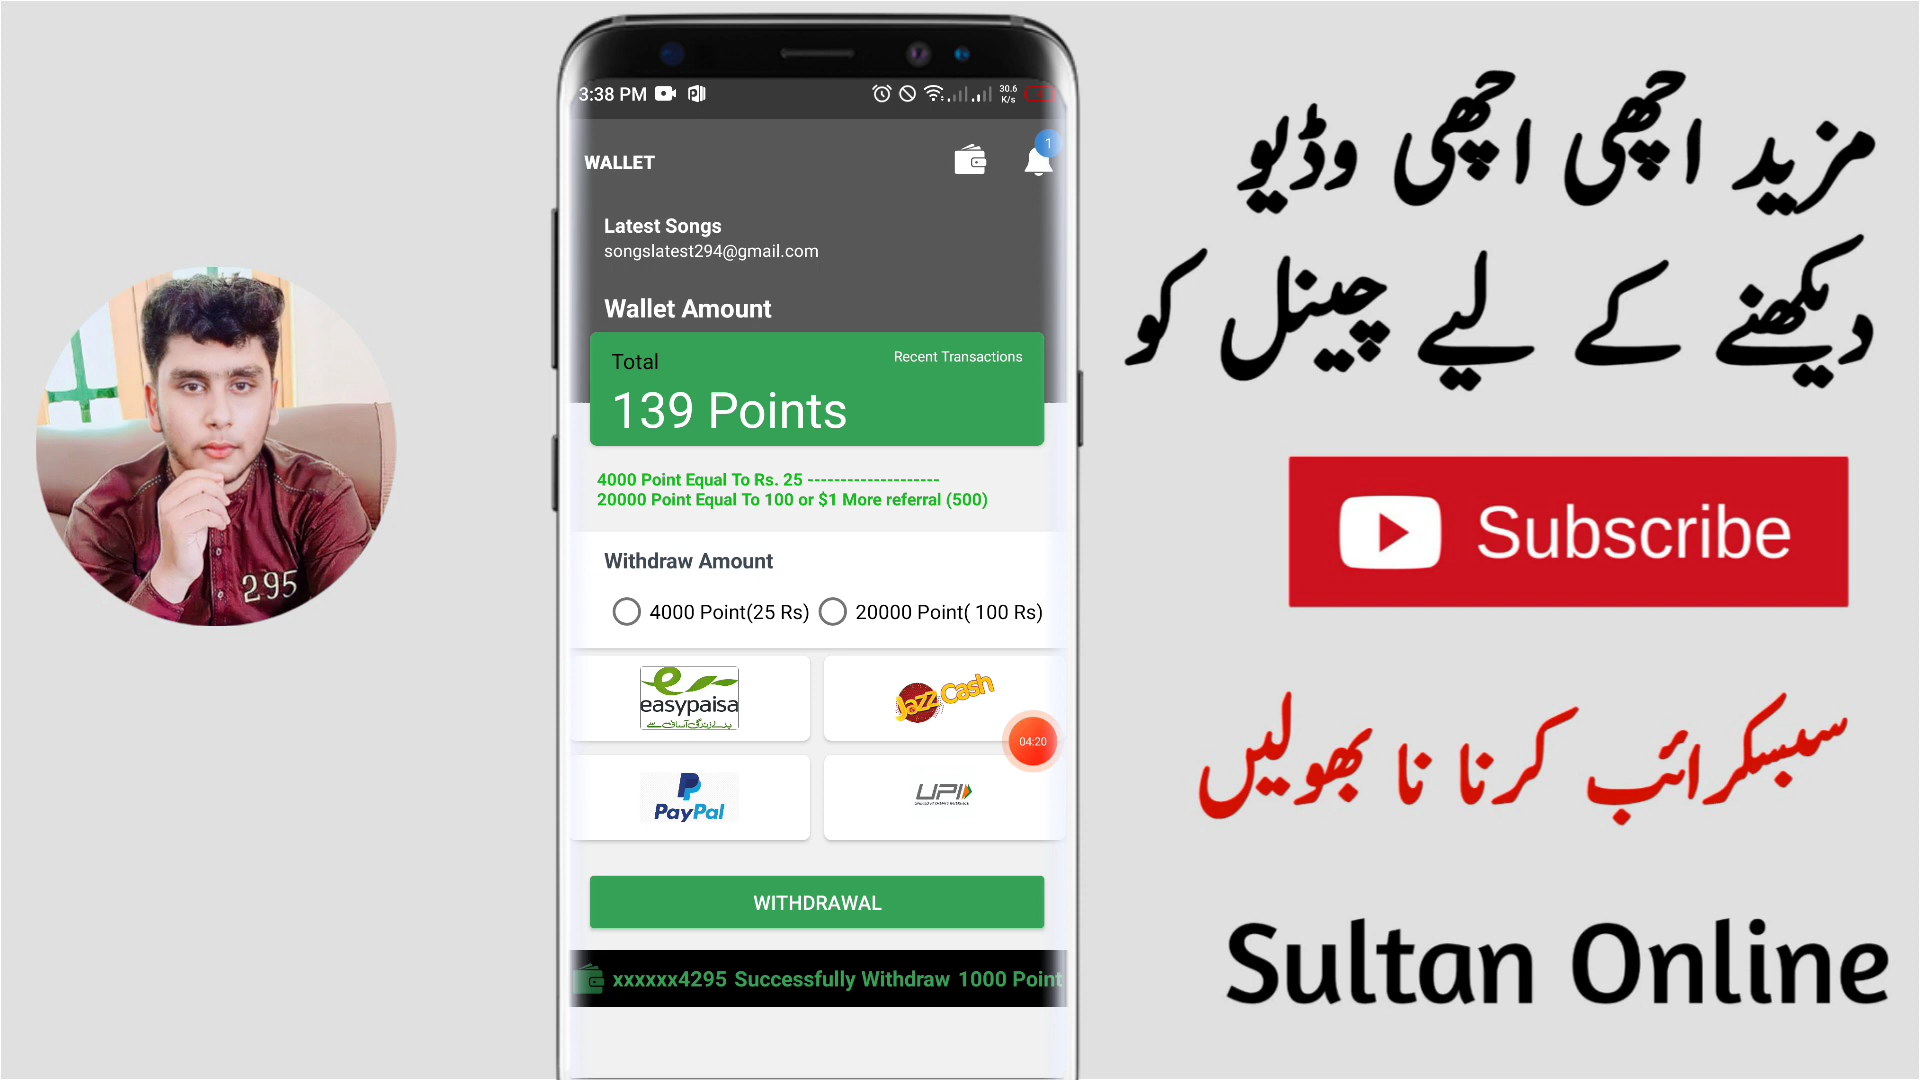 3:38 PM
30.6
K/s
WALLET
1
Latest Songs
songslatest294@gmail.com
Wallet Amount
Total
Recent Transactions
139 Points
4000 Point Equal To Rs. 25 --------------------
20000 Point Equal To 100 or $1 More referral (500)
Withdraw Amount
4000 Point(25 Rs)
20000 Point( 100 Rs)
easypaisa
JazzCash
04:20
PayPal
UPI
WITHDRAWAL
xxxxxx4295 Successfully Withdraw 1000 Point
295
مزید اچھی اچھی وڈیو
دیکھنے کے لیے چینل کو
Subscribe
سبسکرائب کرنا نا بھولیں
Sultan Online